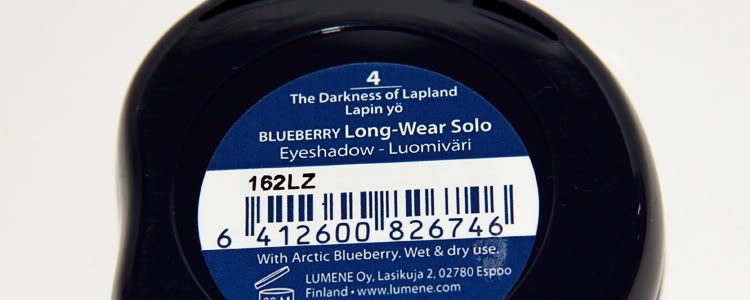 4
The Darkness of Lapland
Lapin yö
BLUEBERRY Long-Wear Solo
Eyeshadow - Luomiväri
162LZ
6 412600 826746
With Arctic Blueberry. Wet & dry use.
LUMENE Oy, Lasikuja 2, 02780 Espoo
Finland • www.lumene.com